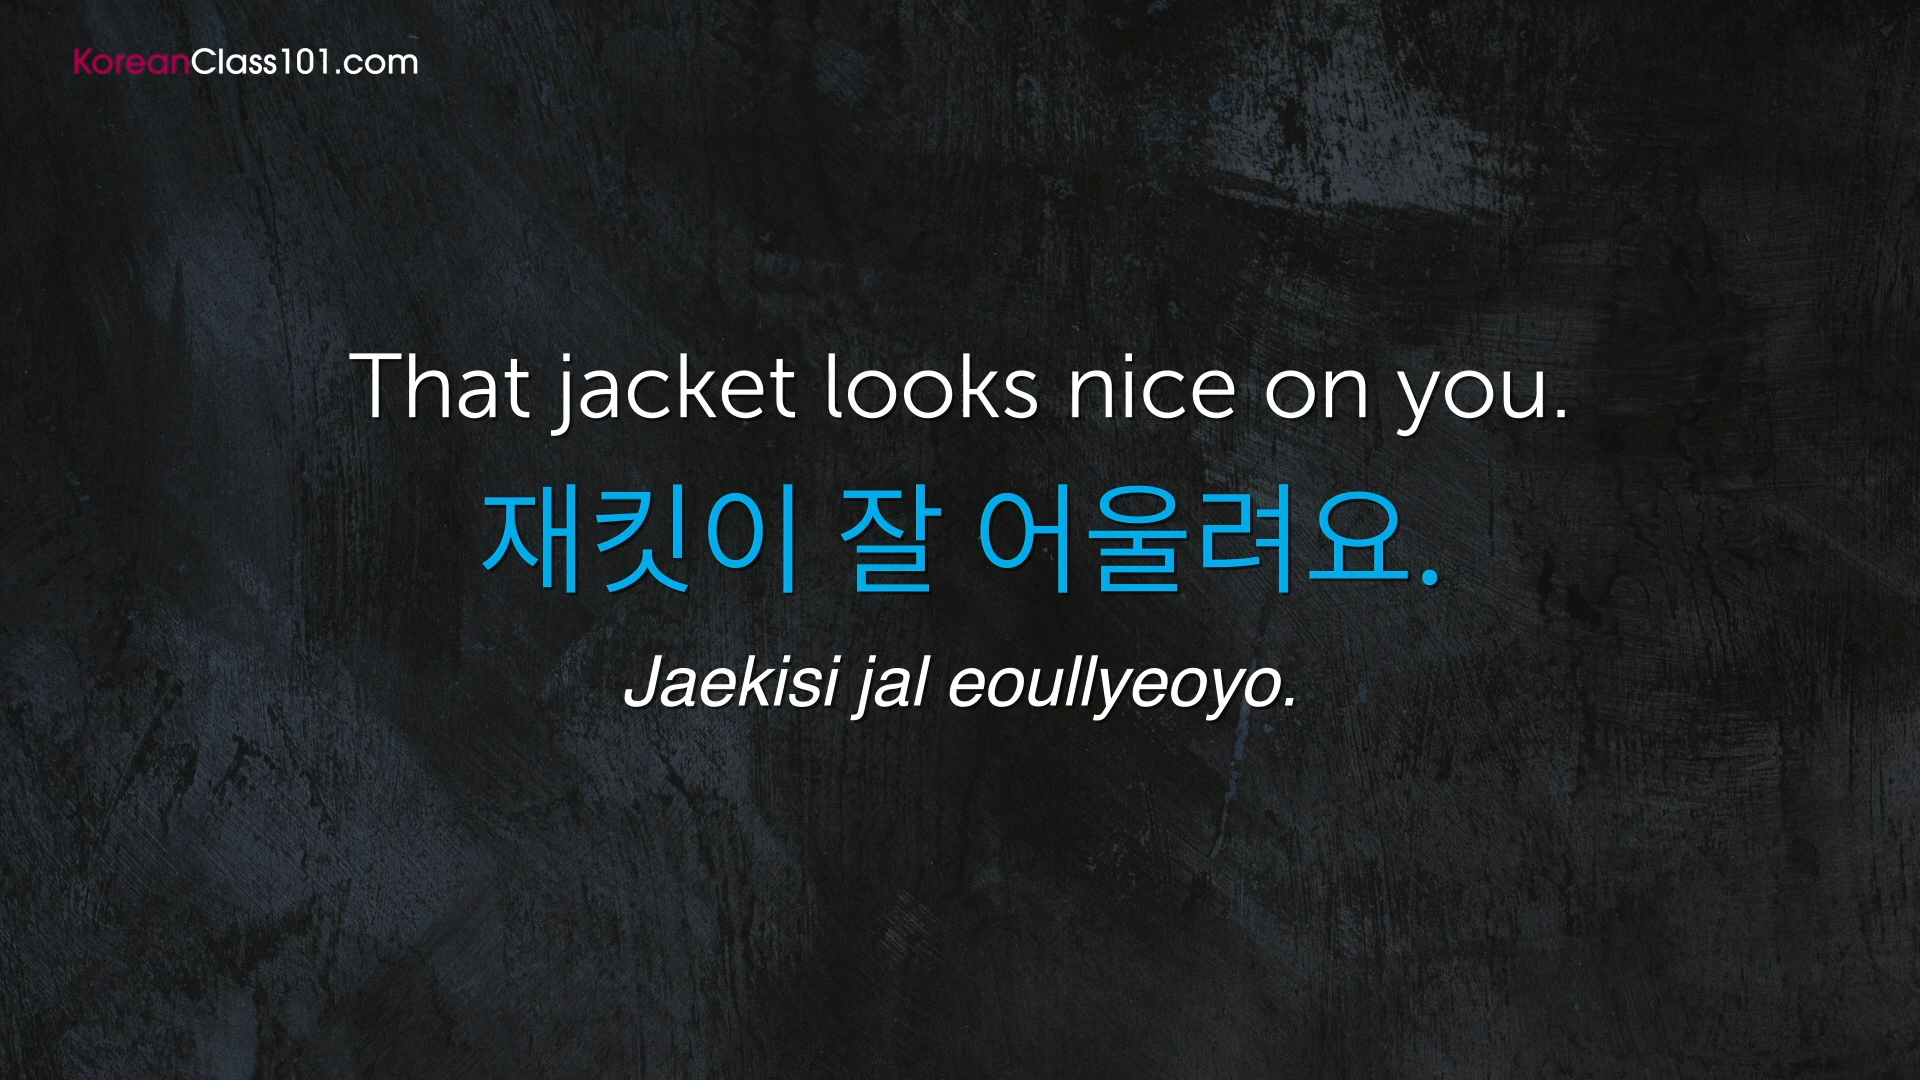 KoreanClass101.com
That jacket looks nice on you.
재킷이 잘 어울려요.
Jaekisi jal eoullyeoyo.